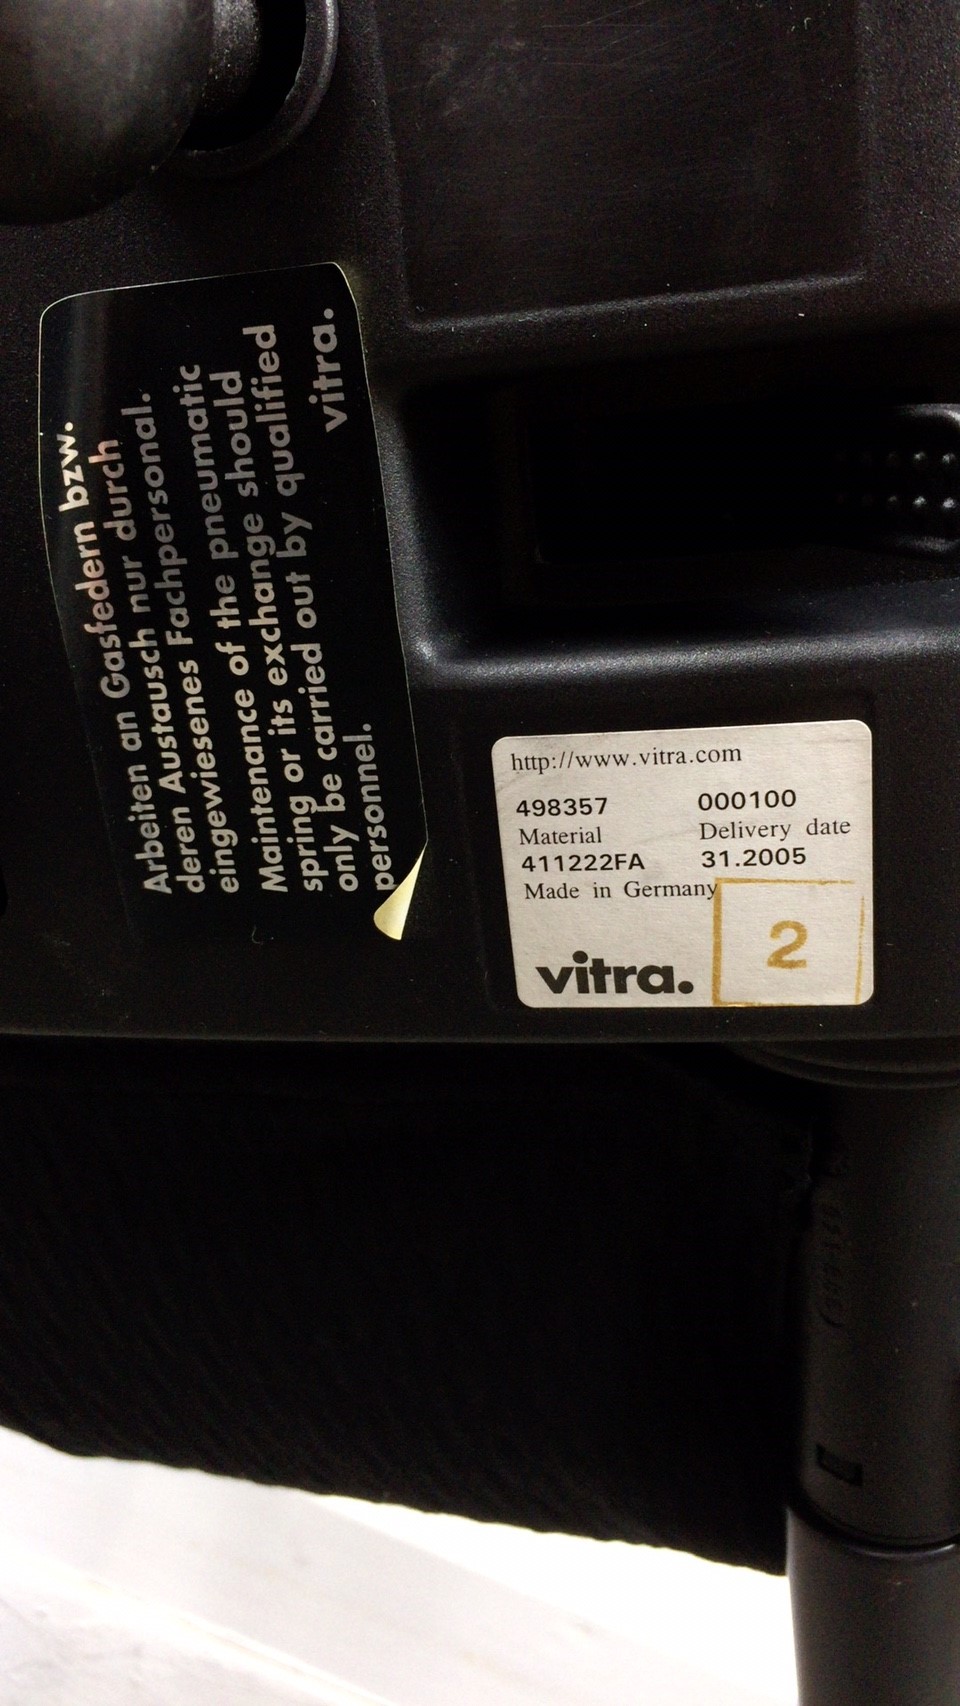 Arbeiten an Gasfedern bzw.
deren Austausch nur durch
eingewiesenes Fachpersonal.
Maintenance of the pneumatic
spring or its exchange should
only be carried out by qualified
personnel.
vitra.
http://www.vitra.com
498357 000100
Material Delivery date
411222FA 31.2005
Made in Germany
2
vitra.